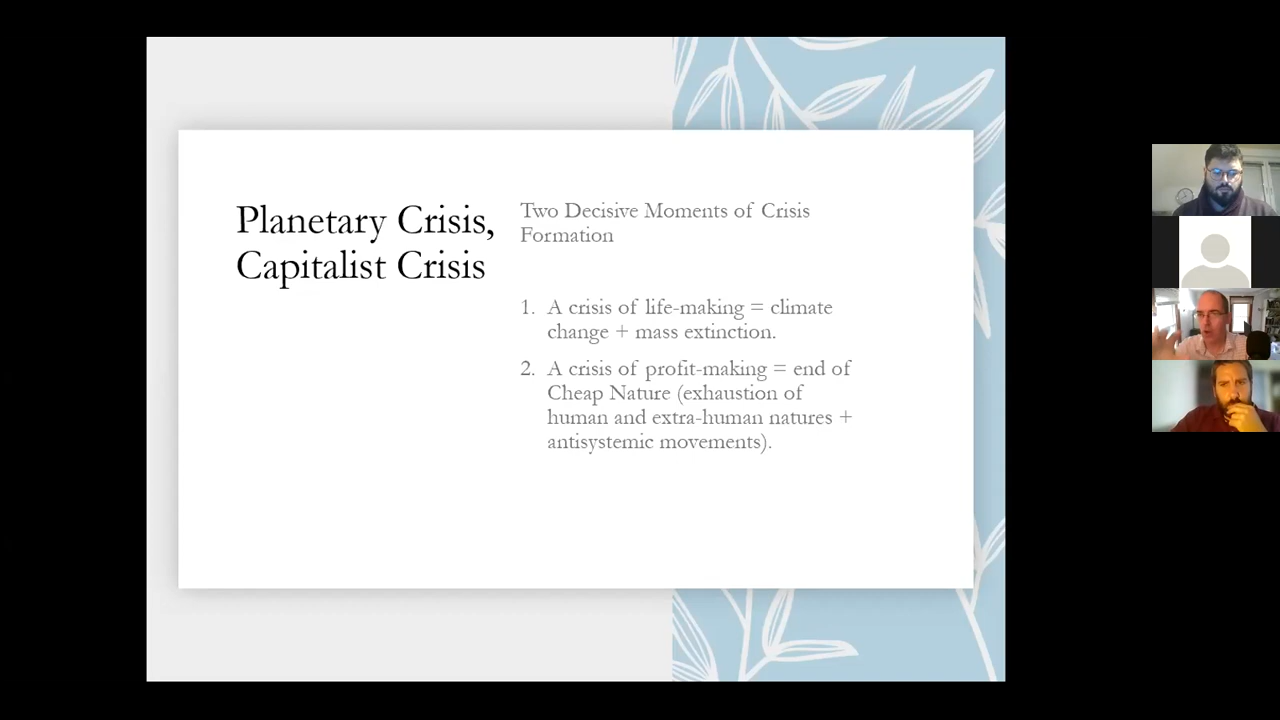 Planetary Crisis,
Capitalist Crisis
Two Decisive Moments of Crisis
Formation
1. A crisis of life-making = climate
change + mass extinction.
2. A crisis of profit-making = end of
Cheap Nature (exhaustion of
human and extra-human natures +
antisystemic movements).